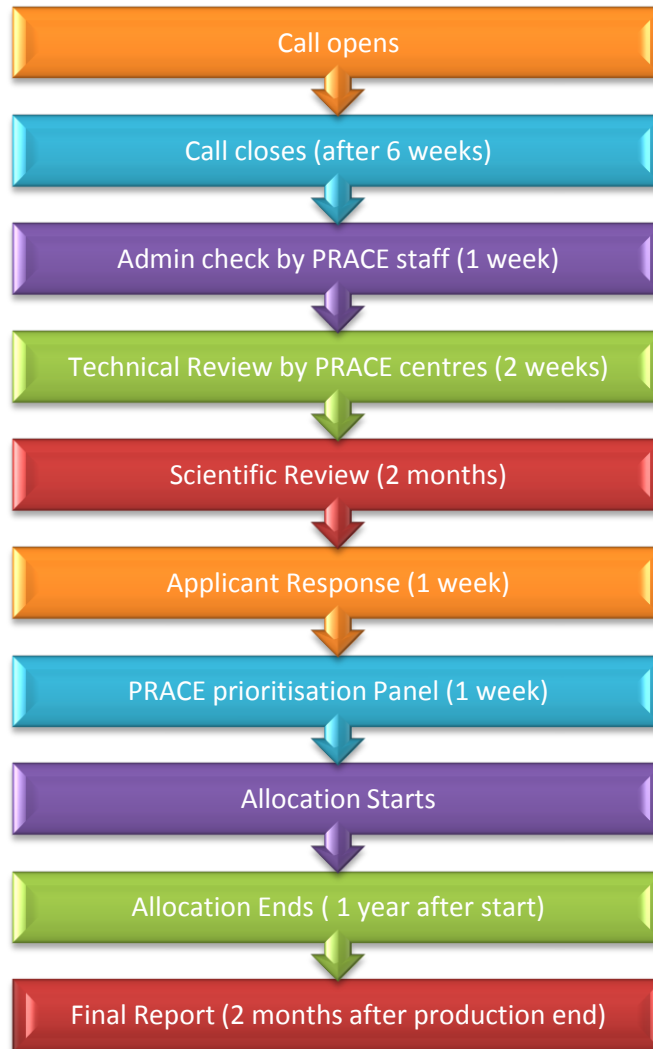 Call opens
Call closes (after 6 weeks)
Admin check by PRACE staff (1 week)
Technical Review by PRACE centres (2 weeks)
Scientific Review (2 months)
Applicant Response (1 week)
PRACE prioritisation Panel (1 week)
Allocation Starts
Allocation Ends ( 1 year after start)
Final Report (2 months after production end)